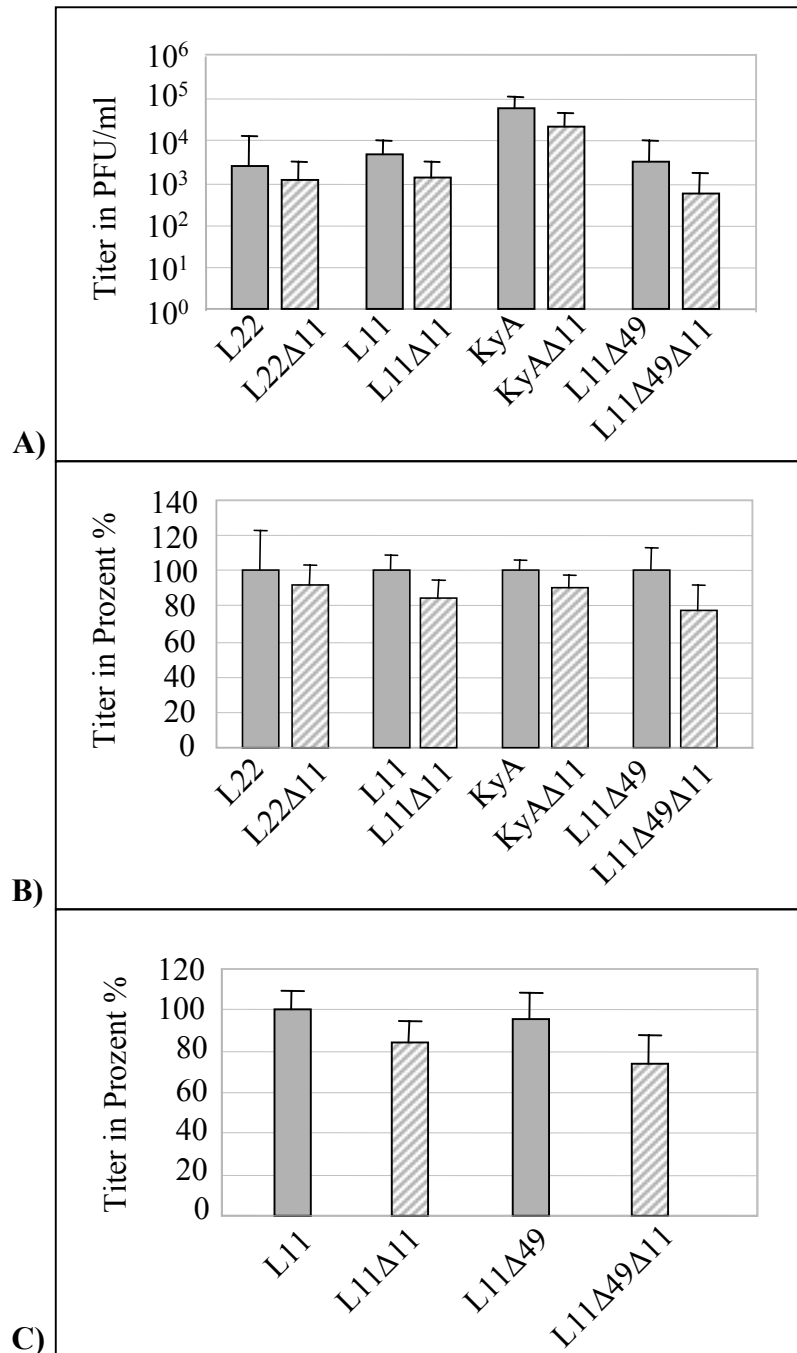 Titer in PFU/ml
10⁶
10⁵
10⁴
10³
10²
10¹
10⁰
L22
L22Δ11
L11
L11Δ11
KyA
KyAΔ11
L11Δ49
L11Δ49Δ11
A)
Titer in Prozent %
140
120
100
80
60
40
20
0
L22
L22Δ11
L11
L11Δ11
KyA
KyAΔ11
L11Δ49
L11Δ49Δ11
B)
Titer in Prozent %
120
100
80
60
40
20
0
L11
L11Δ11
L11Δ49
L11Δ49Δ11
C)